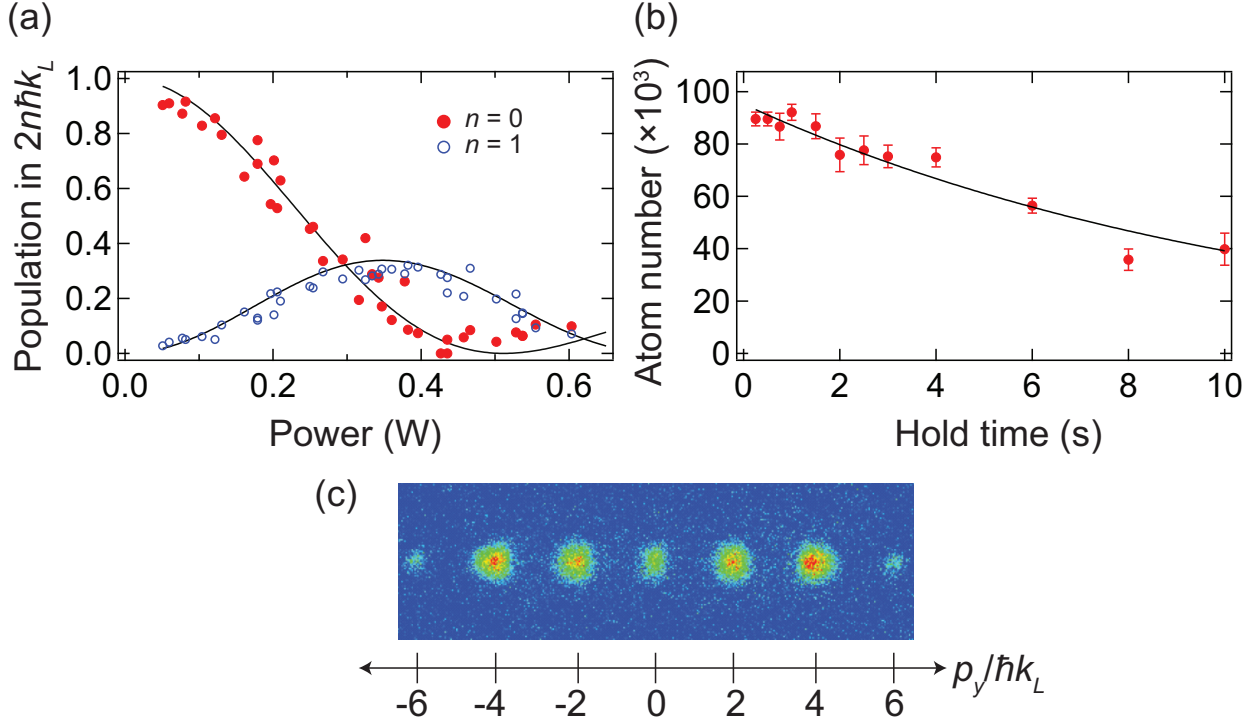 (a)
Population in 2nℏk_L
1.0
0.8
0.6
0.4
0.2
0.0
n = 0
n = 1
0.0 0.2 0.4 0.6
Power (W)
(b)
Atom number (×10³)
100
80
60
40
20
0
0 2 4 6 8 10
Hold time (s)
(c)
-6 -4 -2 0 2 4 6
p_y/ℏk_L